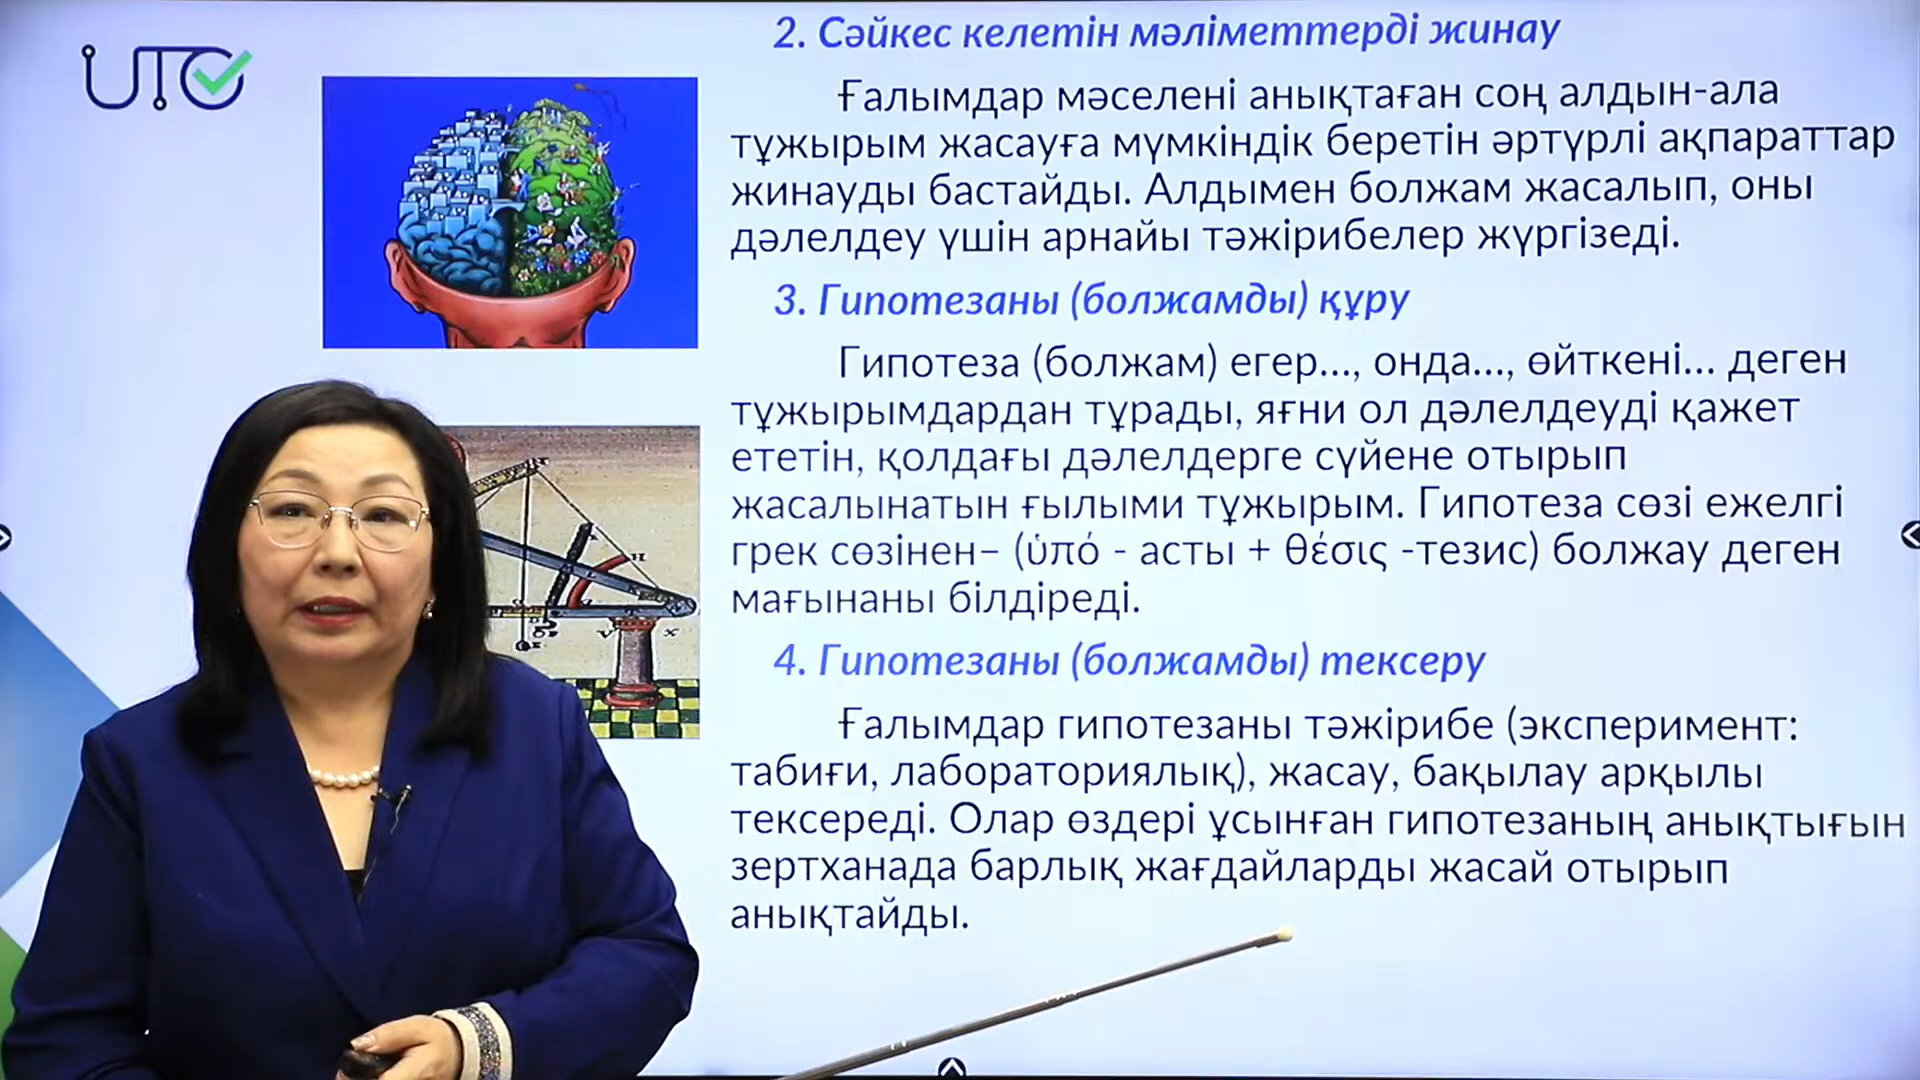 UTO
2. Сәйкес келетін мәліметтерді жинау
Ғалымдар мәселені анықтаған соң алдын-ала
тұжырым жасауға мүмкіндік беретін әртүрлі ақпараттар
жинауды бастайды. Алдымен болжам жасалып, оны
дәлелдеу үшін арнайы тәжірибелер жүргізеді.
3. Гипотезаны (болжамды) құру
Гипотеза (болжам) егер..., онда..., өйткені... деген
тұжырымдардан тұрады, яғни ол дәлелдеуді қажет
ететін, қолдағы дәлелдерге сүйене отырып
жасалынатын ғылыми тұжырым. Гипотеза сөзі ежелгі
грек сөзінен– (ὑπό - асты + θέσις -тезис) болжау деген
мағынаны білдіреді.
4. Гипотезаны (болжамды) тексеру
Ғалымдар гипотезаны тәжірибе (эксперимент:
табиғи, лабораториялық), жасау, бақылау арқылы
тексереді. Олар өздері ұсынған гипотезаның анықтығын
зертханада барлық жағдайларды жасай отырып
анықтайды.